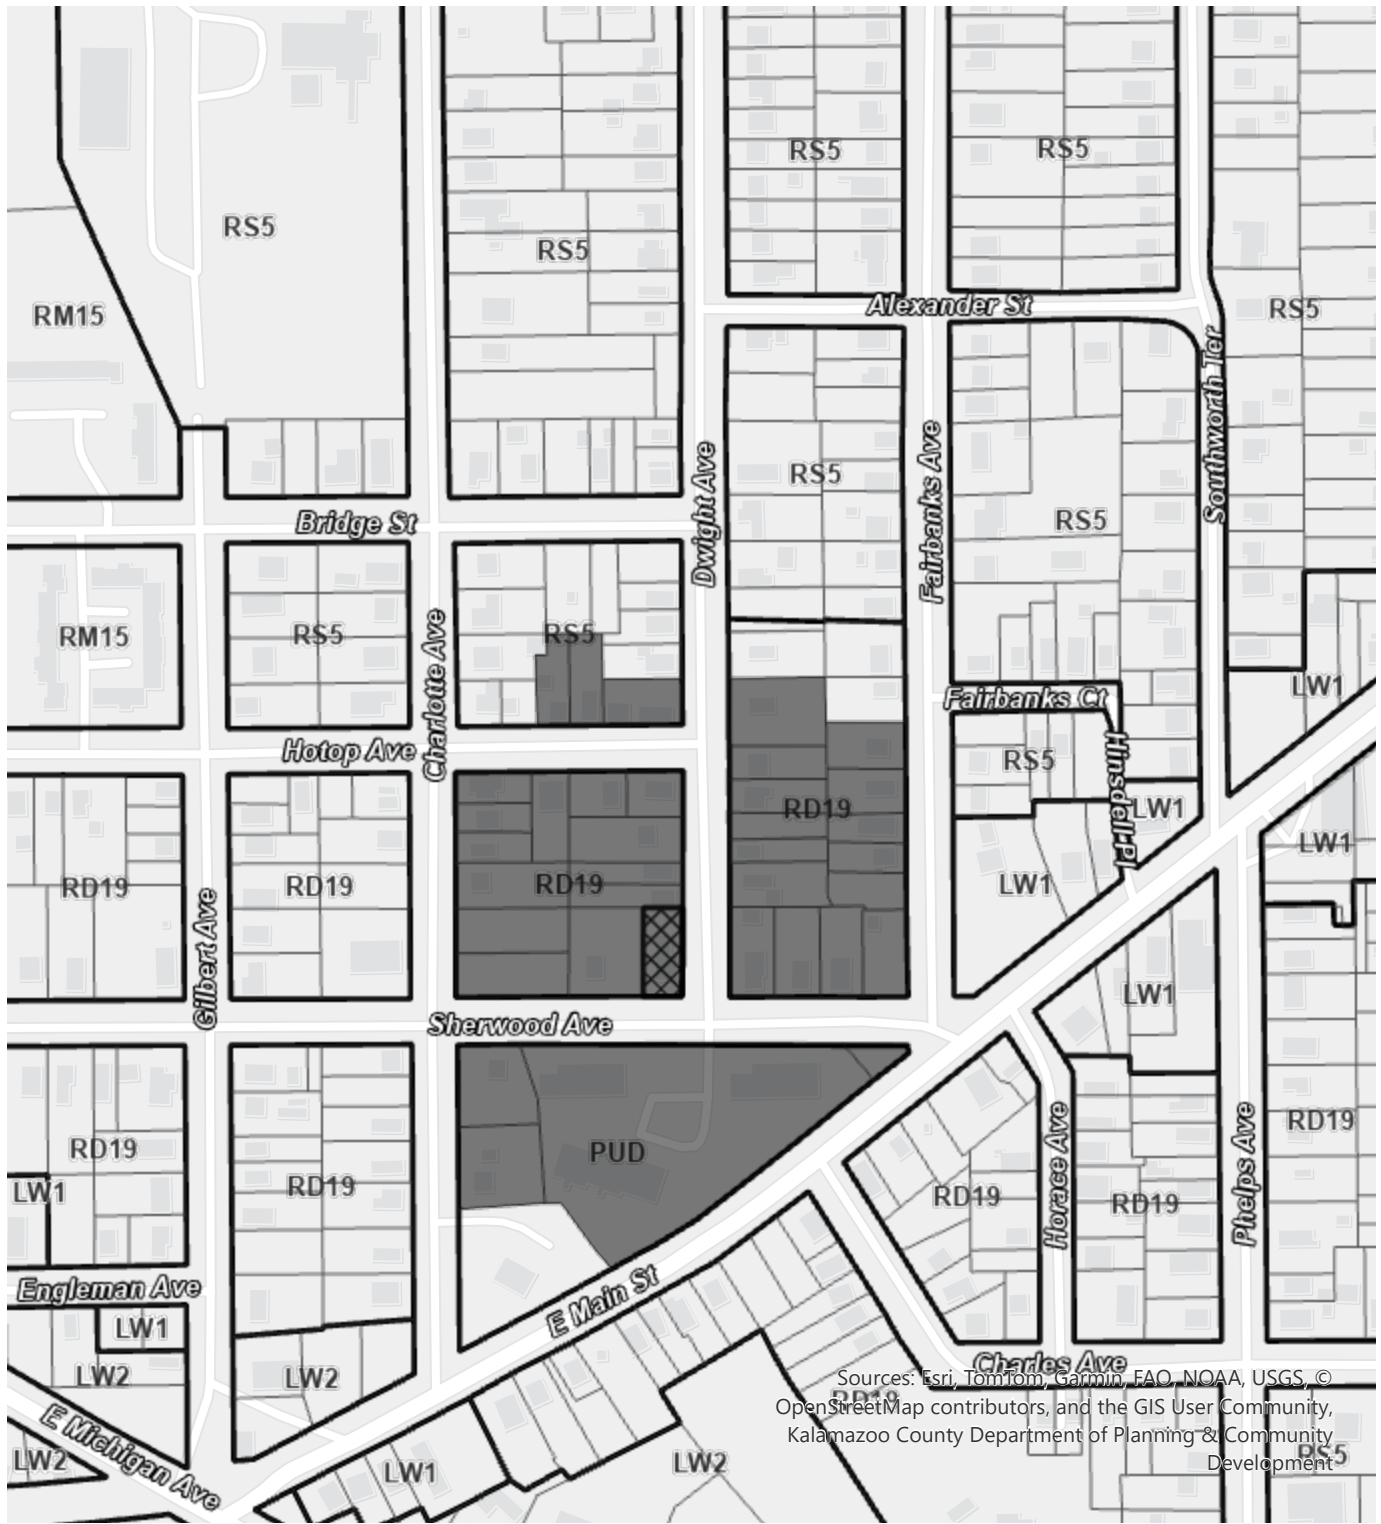 RS5
RS5
RS5
RS5
RM15
Alexander St
RS5
Southworth Ter
Dwight Ave
Fairbanks Ave
RS5
RS5
Bridge St
RM15
RS5
RS5
Charlotte Ave
LW1
Fairbanks Ct
Hotop Ave
RS5
Hinsdell Pl
RD19
LW1
LW1
RD19
RD19
RD19
LW1
Gilbert Ave
LW1
Sherwood Ave
RD19
RD19
PUD
LW1
RD19
RD19
Horace Ave
RD19
Phelps Ave
Engleman Ave
E Main St
LW1
LW2
LW2
Charles Ave
RD19
E Michigan Ave
LW2
LW1
LW2
RS5
Sources: Esri, TomTom, Garmin, FAO, NOAA, USGS, ©
OpenStreetMap contributors, and the GIS User Community,
Kalamazoo County Department of Planning & Community
Development